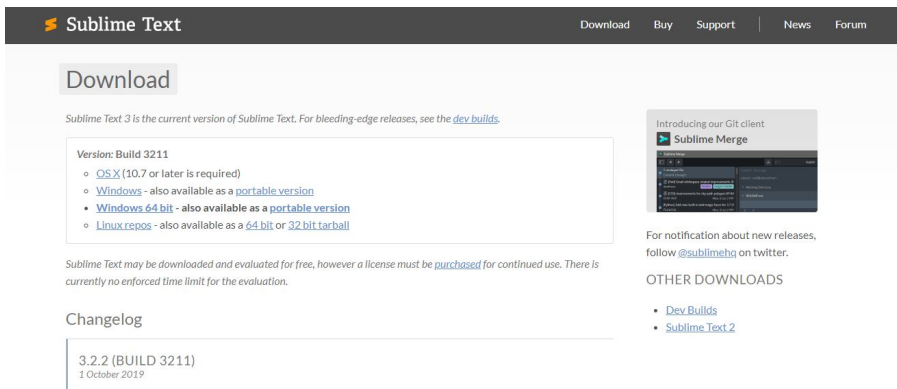 Sublime Text
Download Buy Support News Forum
Download
Sublime Text 3 is the current version of Sublime Text. For bleeding-edge releases, see the dev builds.
Version: Build 3211
OS X (10.7 or later is required)
Windows - also available as a portable version
Windows 64 bit - also available as a portable version
Linux repos - also available as a 64 bit or 32 bit tarball
Sublime Text may be downloaded and evaluated for free, however a license must be purchased for continued use. There is
currently no enforced time limit for the evaluation.
Changelog
3.2.2 (BUILD 3211)
1 October 2019
Introducing our Git client
Sublime Merge
For notification about new releases,
follow @sublimehq on twitter.
OTHER DOWNLOADS
Dev Builds
Sublime Text 2